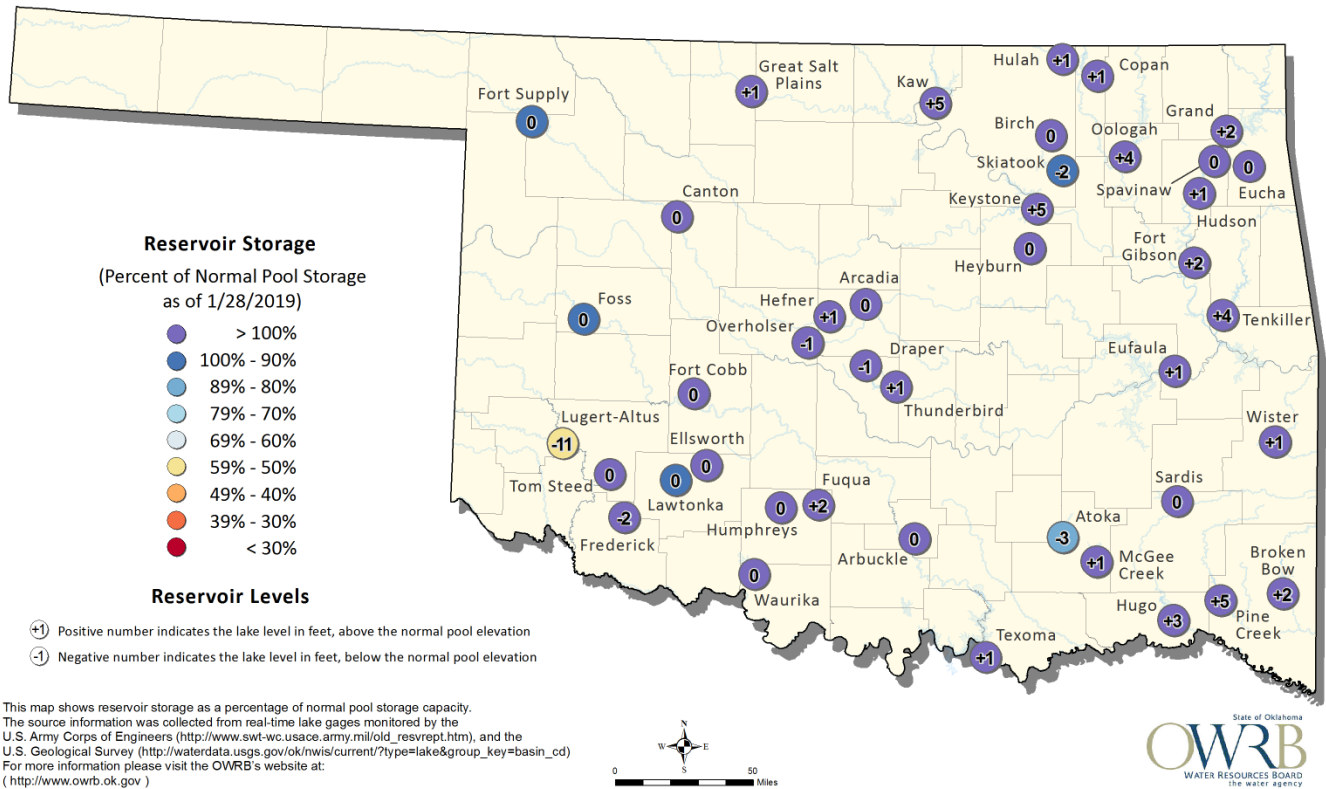 Hulah
+1
Copan
+1
Great Salt
Plains
+1
Kaw
+5
Fort Supply
0
Grand
+2
Birch
0
Oologah
+4
Skiatook
-2
Spavinaw
0
0
Eucha
+1
Hudson
Canton
0
Keystone
+5
Fort
Gibson
+2
Heyburn
0
Arcadia
0
Hefner
+1
Overholser
-1
Foss
0
+4
Tenkiller
Draper
-1
Eufaula
+1
Fort Cobb
0
+1
Thunderbird
Lugert-Altus
-11
Wister
+1
Ellsworth
0
Tom Steed
0
0
Lawtonka
Sardis
0
Fuqua
+2
Humphreys
0
-2
Frederick
Atoka
-3
Arbuckle
0
+1
McGee
Creek
Broken
Bow
+2
0
Waurika
Hugo
+3
+5
Pine
Creek
Texoma
+1
Reservoir Storage
(Percent of Normal Pool Storage
as of 1/28/2019)
> 100%
100% - 90%
89% - 80%
79% - 70%
69% - 60%
59% - 50%
49% - 40%
39% - 30%
< 30%
Reservoir Levels
+1 Positive number indicates the lake level in feet, above the normal pool elevation
-1 Negative number indicates the lake level in feet, below the normal pool elevation
This map shows reservoir storage as a percentage of normal pool storage capacity.
The source information was collected from real-time lake gages monitored by the
U.S. Army Corps of Engineers (http://www.swt-wc.usace.army.mil/old_resvrept.htm), and the
U.S. Geological Survey (http://waterdata.usgs.gov/ok/nwis/current/?type=lake&group_key=basin_cd)
For more information please visit the OWRB's website at:
( http://www.owrb.ok.gov )
N
W E
S
0 50
Miles
State of Oklahoma
OWRB
WATER RESOURCES BOARD
the water agency